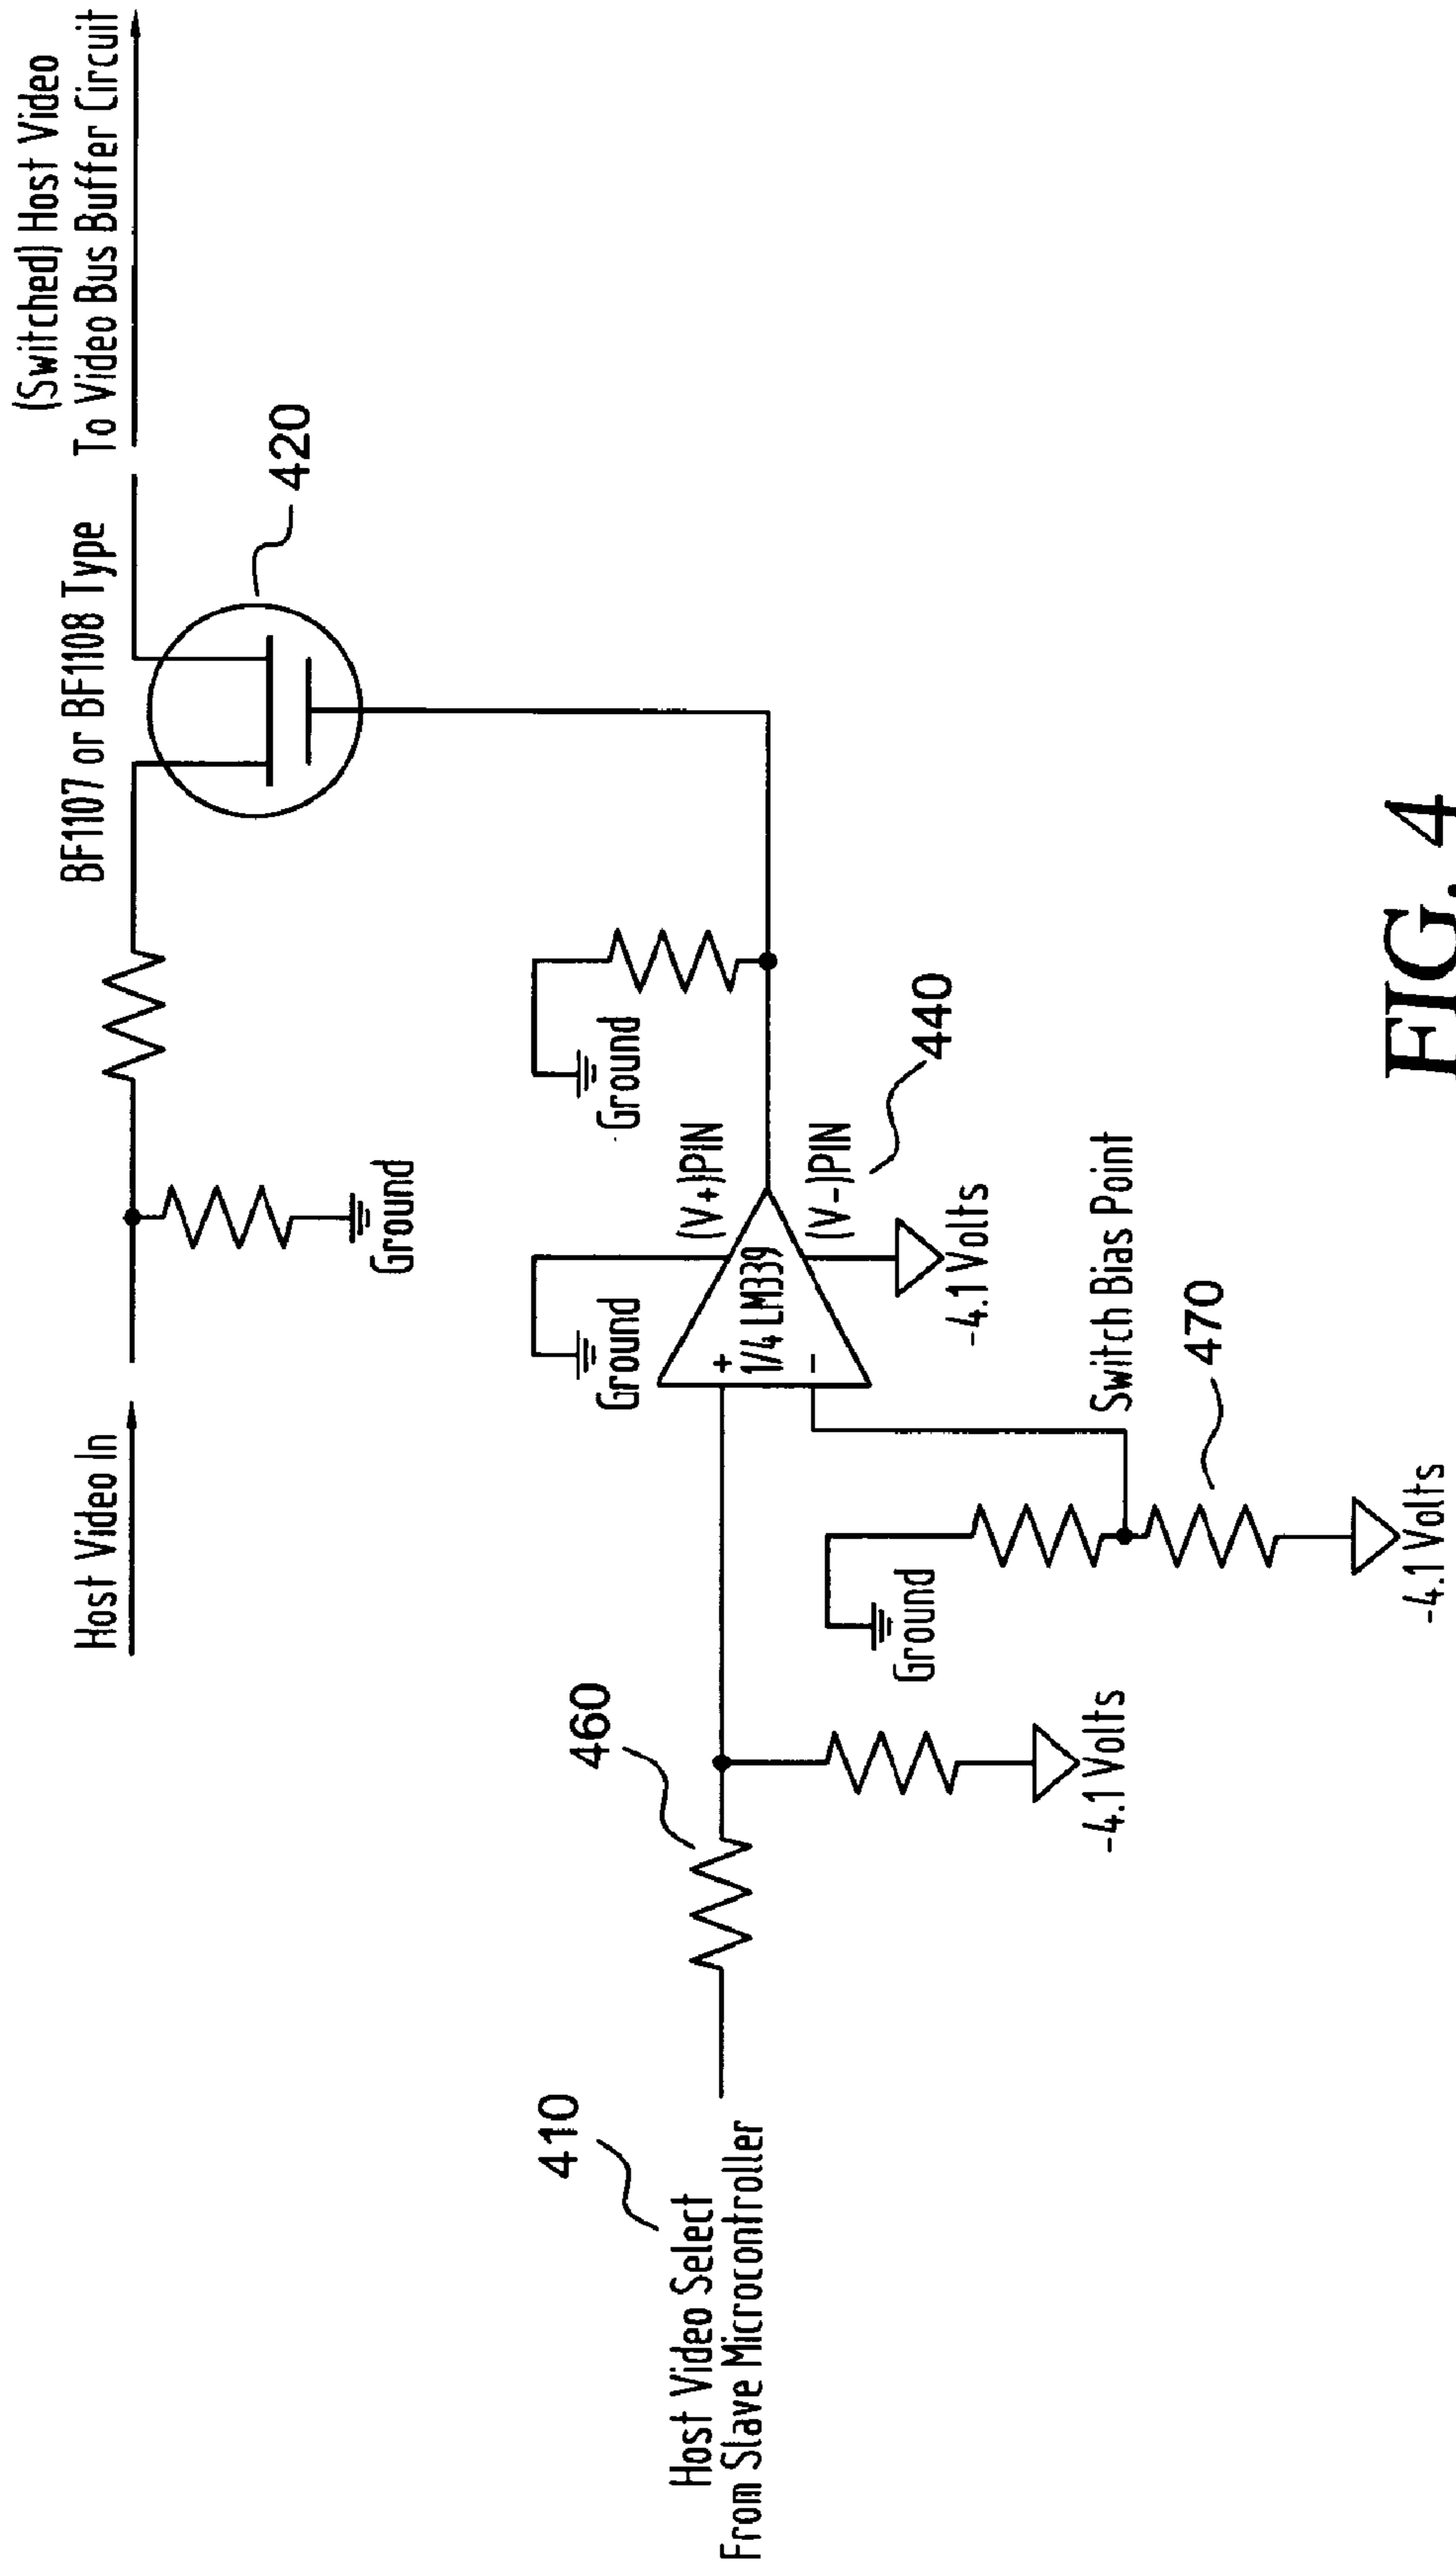 (Switched) Host Video
To Video Bus Buffer Circuit
BF1107 or BF1108 Type
Host Video In
420
Ground
Ground
Ground
(V+)PIN
(V-)PIN
440
1/4 LM339
+
-
-4.1 Volts
Switch Bias Point
470
Ground
-4.1 Volts
460
-4.1 Volts
410
Host Video Select
From Slave Microcontroller
FIG. 4